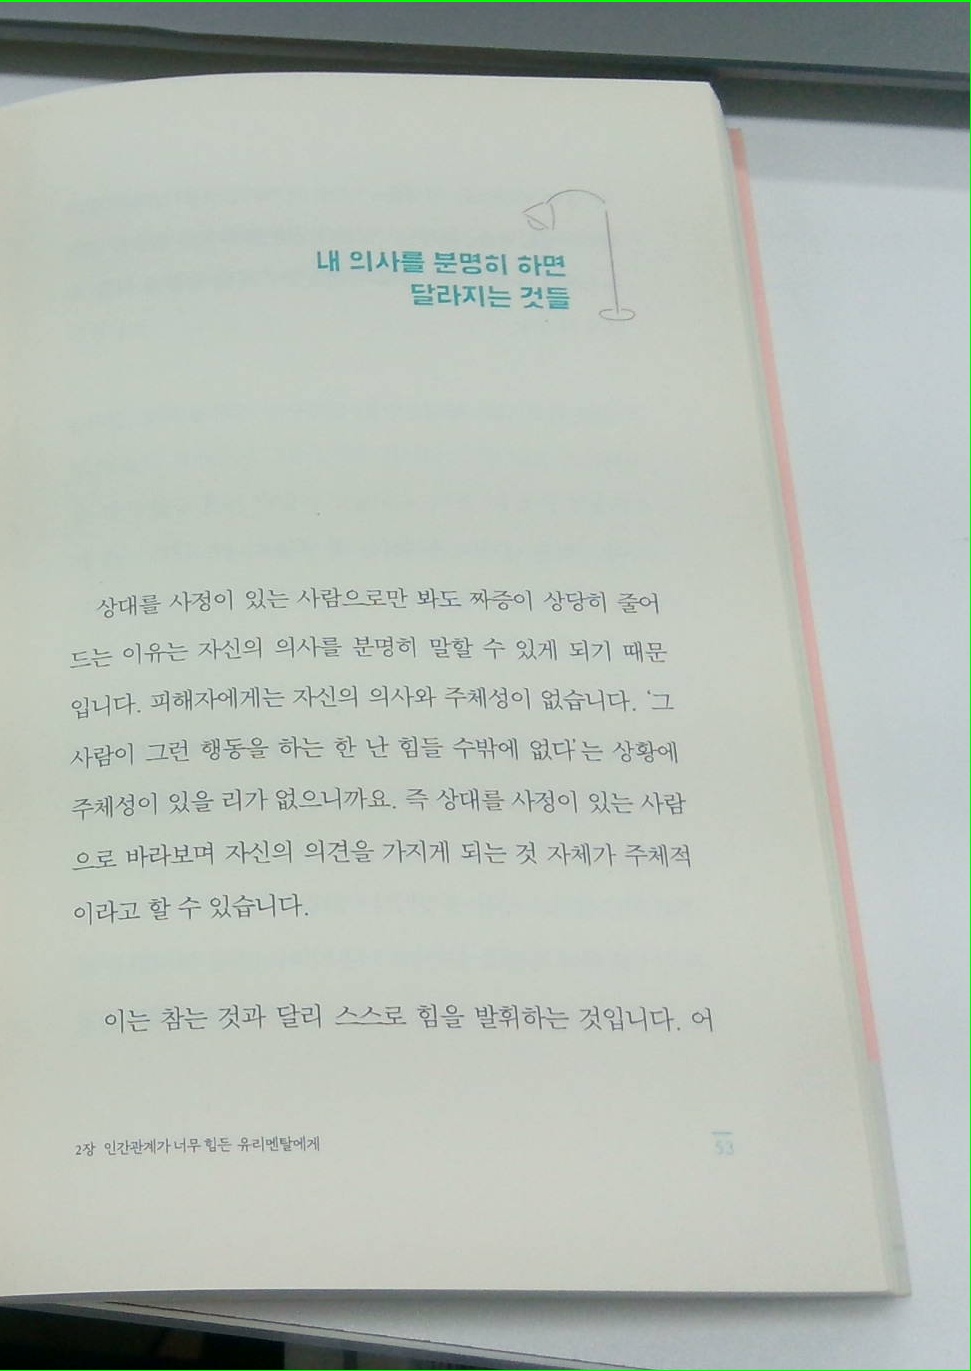 내 의사를 분명히 하면
달라지는 것들
상대를 사정이 있는 사람으로만 봐도 짜증이 상당히 줄어
드는 이유는 자신의 의사를 분명히 말할 수 있게 되기 때문
입니다. 피해자에게는 자신의 의사와 주체성이 없습니다. ‘그
사람이 그런 행동을 하는 한 난 힘들 수밖에 없다’는 상황에
주체성이 있을 리가 없으니까요. 즉 상대를 사정이 있는 사람
으로 바라보며 자신의 의견을 가지게 되는 것 자체가 주체적
이라고 할 수 있습니다.
이는 참는 것과 달리 스스로 힘을 발휘하는 것입니다. 어
2장 인간관계가 너무 힘든 유리멘탈에게
53